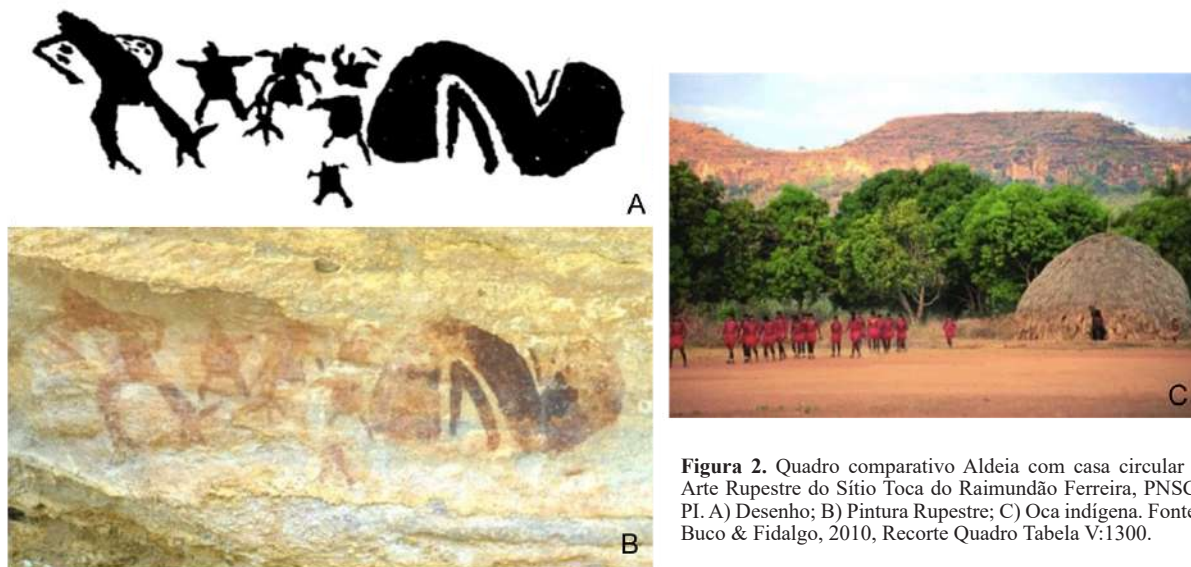 A
B
C
Figura 2. Quadro comparativo Aldeia com casa circular
Arte Rupestre do Sítio Toca do Raimundão Ferreira, PNSC
PI. A) Desenho; B) Pintura Rupestre; C) Oca indígena. Fonte
Buco & Fidalgo, 2010, Recorte Quadro Tabela V:1300.